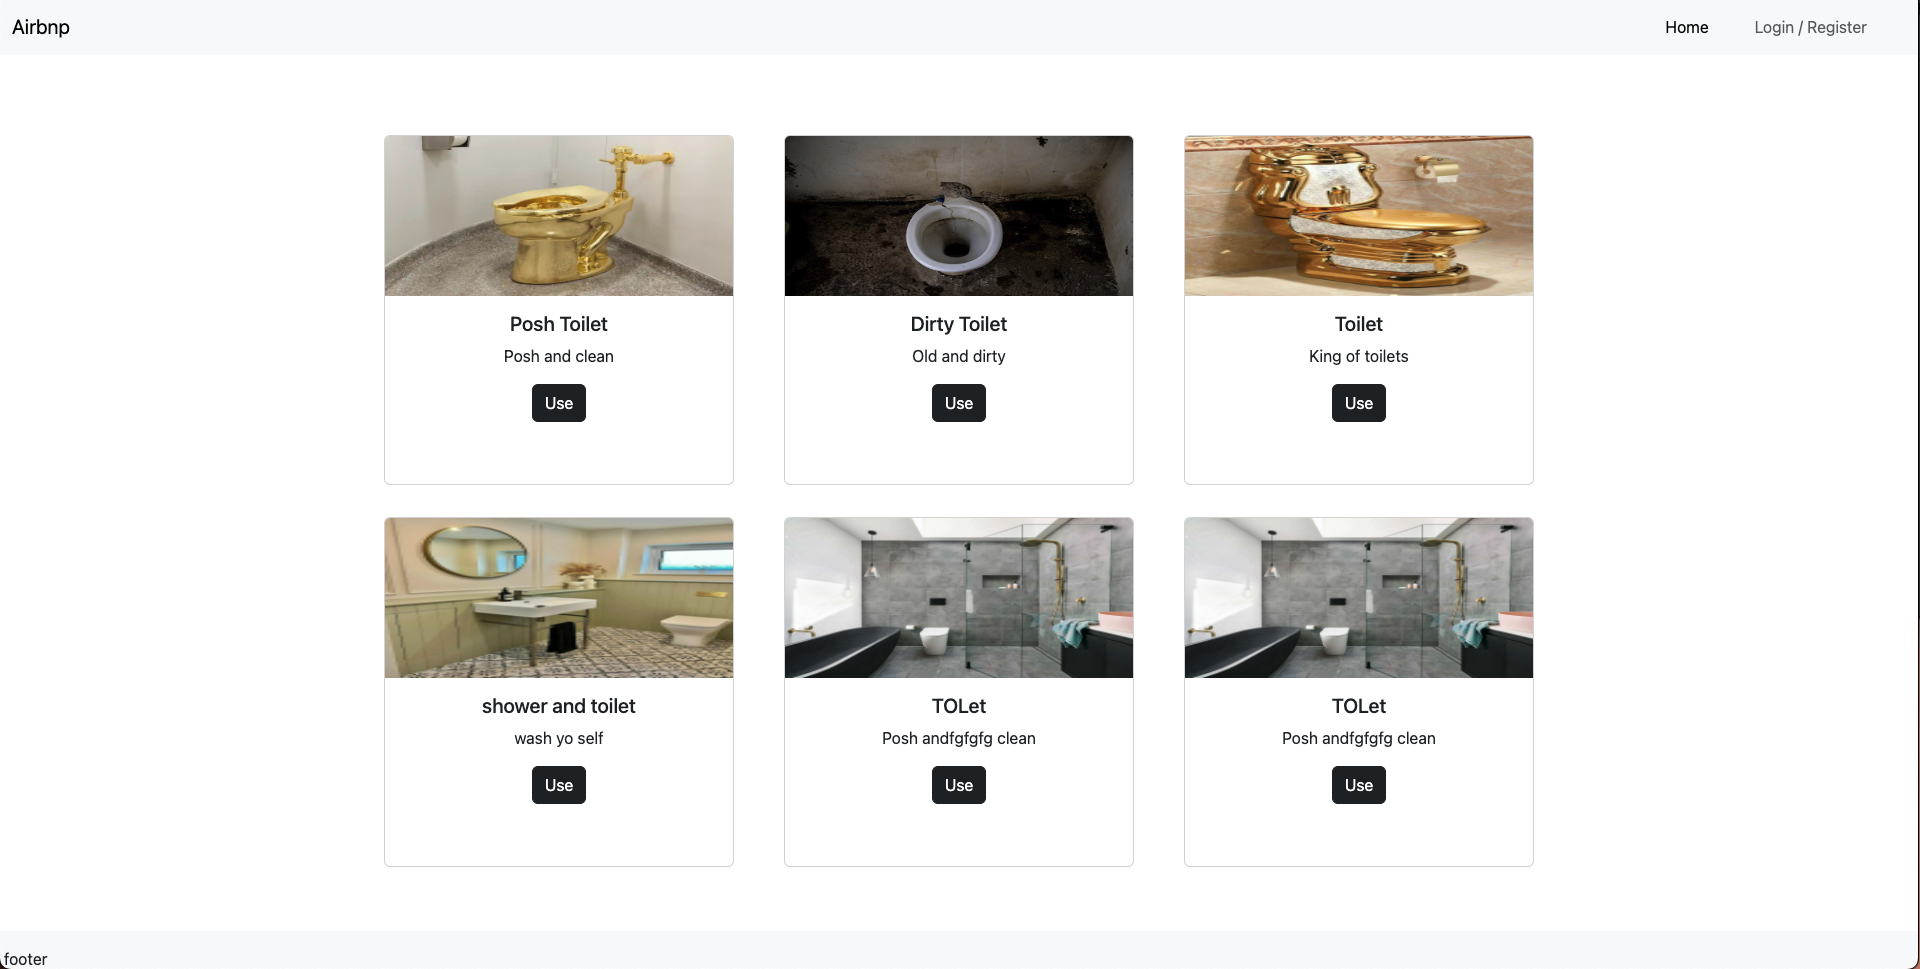 Airbnp
Home
Login / Register
Posh Toilet
Posh and clean
Use
Dirty Toilet
Old and dirty
Use
Toilet
King of toilets
Use
shower and toilet
wash yo self
Use
TOLet
Posh andfgfgfg clean
Use
TOLet
Posh andfgfgfg clean
Use
footer